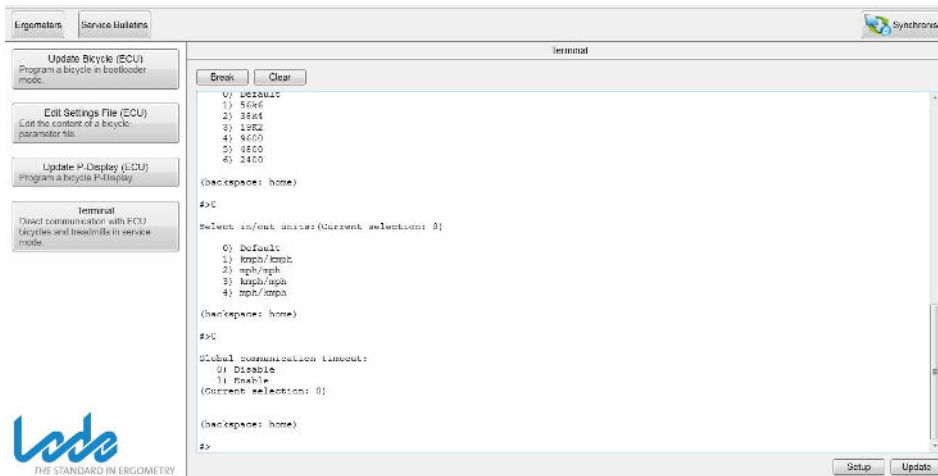 Ergometers
Service Bulletins
Synchronis
Update Bicycle (ECU)
Program a bicycle in bootloader
mode.
Edit Settings File (ECU)
Edit the content of a bicycle
parameter file.
Update P-Display (ECU)
Program a bicycle P-Display.
Terminal
Direct communication with ECU
bicycles and treadmills in service
mode.
Terminal
Break
Clear
0) Default
1) 56k6
2) 38K4
3) 19K2
4) 9600
5) 4800
6) 2400
(backspace: home)
#>0
Select in/out units:(Current selection: 0)
0) Default
1) kmph/kmph
2) mph/mph
3) kmph/mph
4) mph/kmph
(backspace: home)
#>0
Global communication timeout:
0) Disable
1) Enable
(Current selection: 0)
(backspace: home)
#>
Setup
Update
Lode
THE STANDARD IN ERGOMETRY